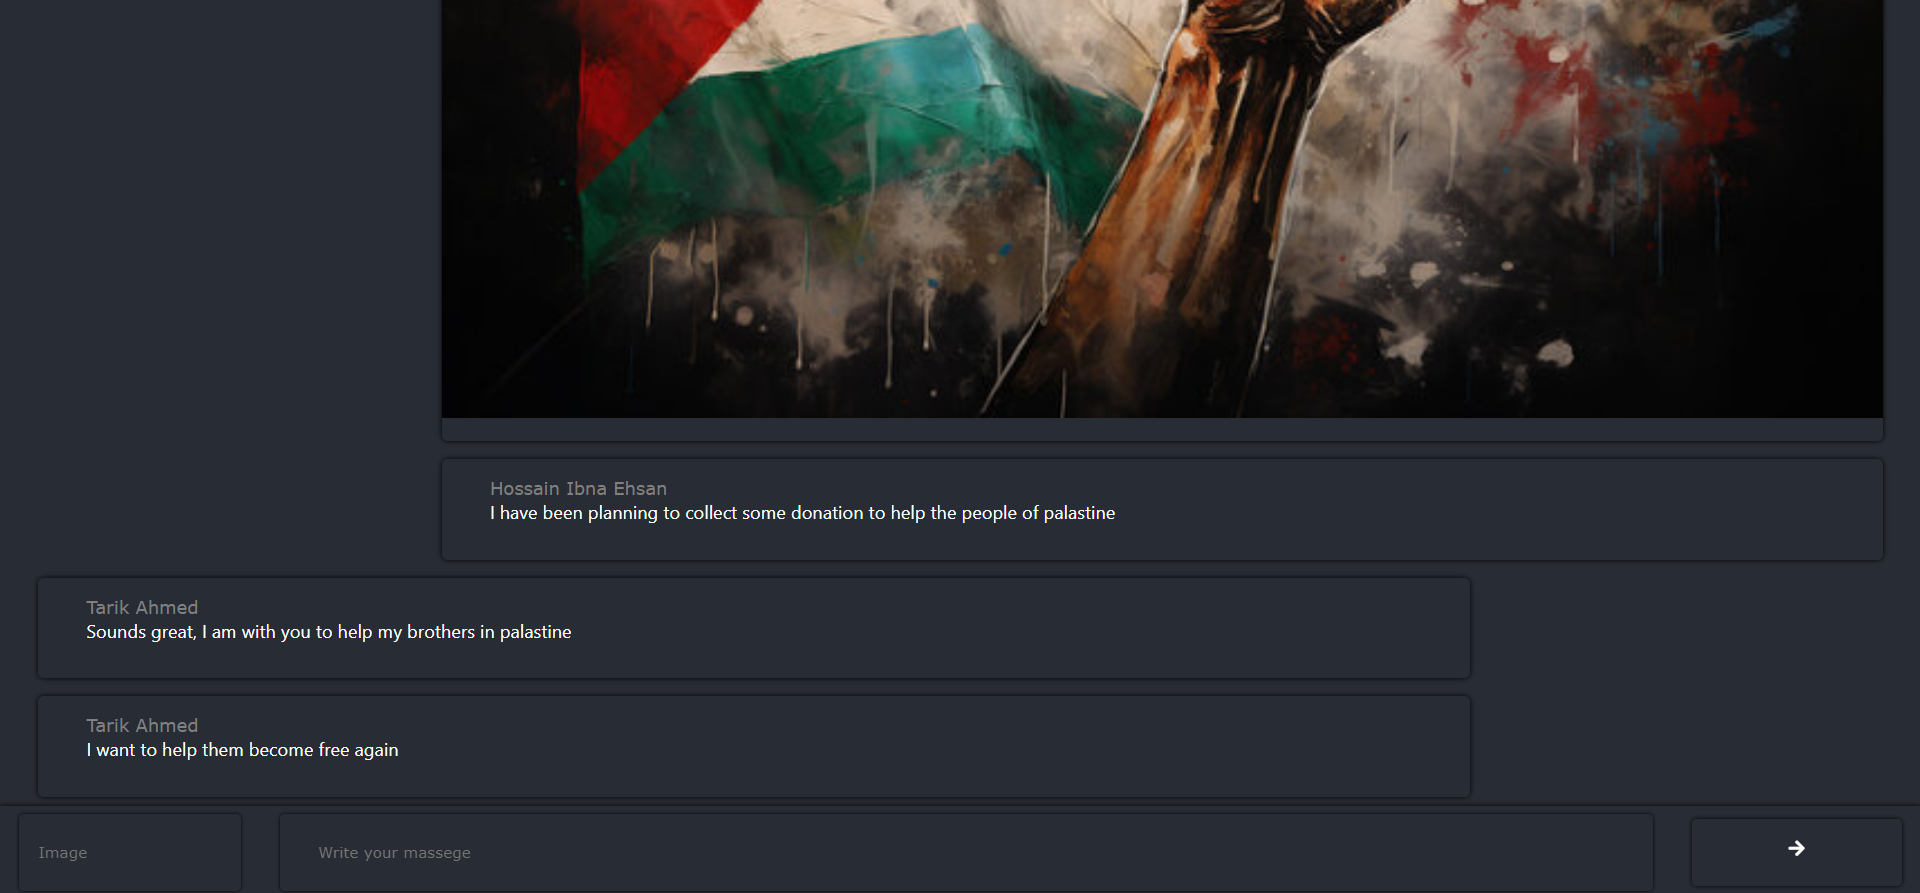 Hossain Ibna Ehsan
I have been planning to collect some donation to help the people of palastine
Tarik Ahmed
Sounds great, I am with you to help my brothers in palastine
Tarik Ahmed
I want to help them become free again
Image
Write your massege